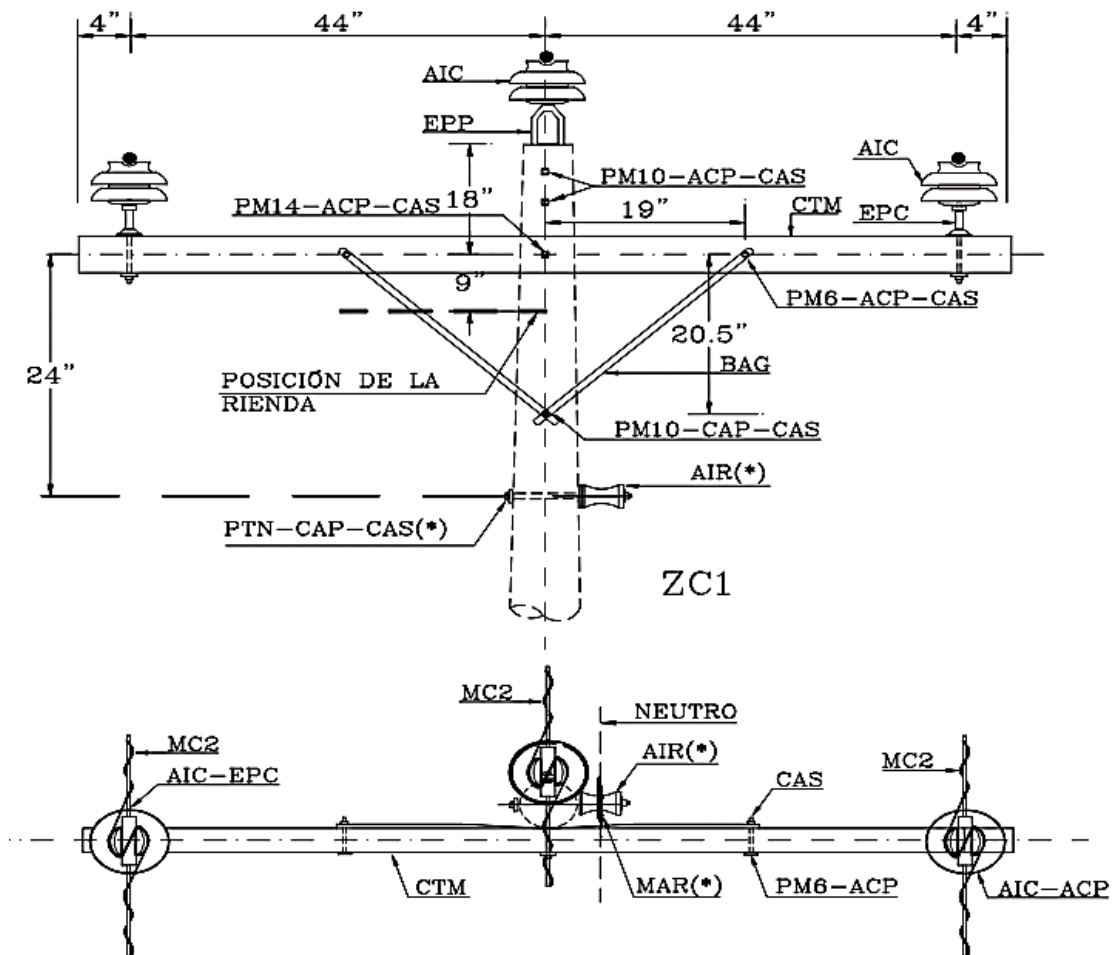 4”
44”
44”
4”
AIC
EPP
AIC
PM10-ACP-CAS
PM14-ACP-CAS
18”
19”
CTM
EPC
9”
PM6-ACP-CAS
20.5”
24”
BAG
POSICIÓN DE LA
RIENDA
PM10-CAP-CAS
AIR(*)
PTN-CAP-CAS(*)
ZC1
MC2
NEUTRO
MC2
AIR(*)
MC2
AIC-EPC
CAS
CTM
MAR(*)
PM6-ACP
AIC-ACP